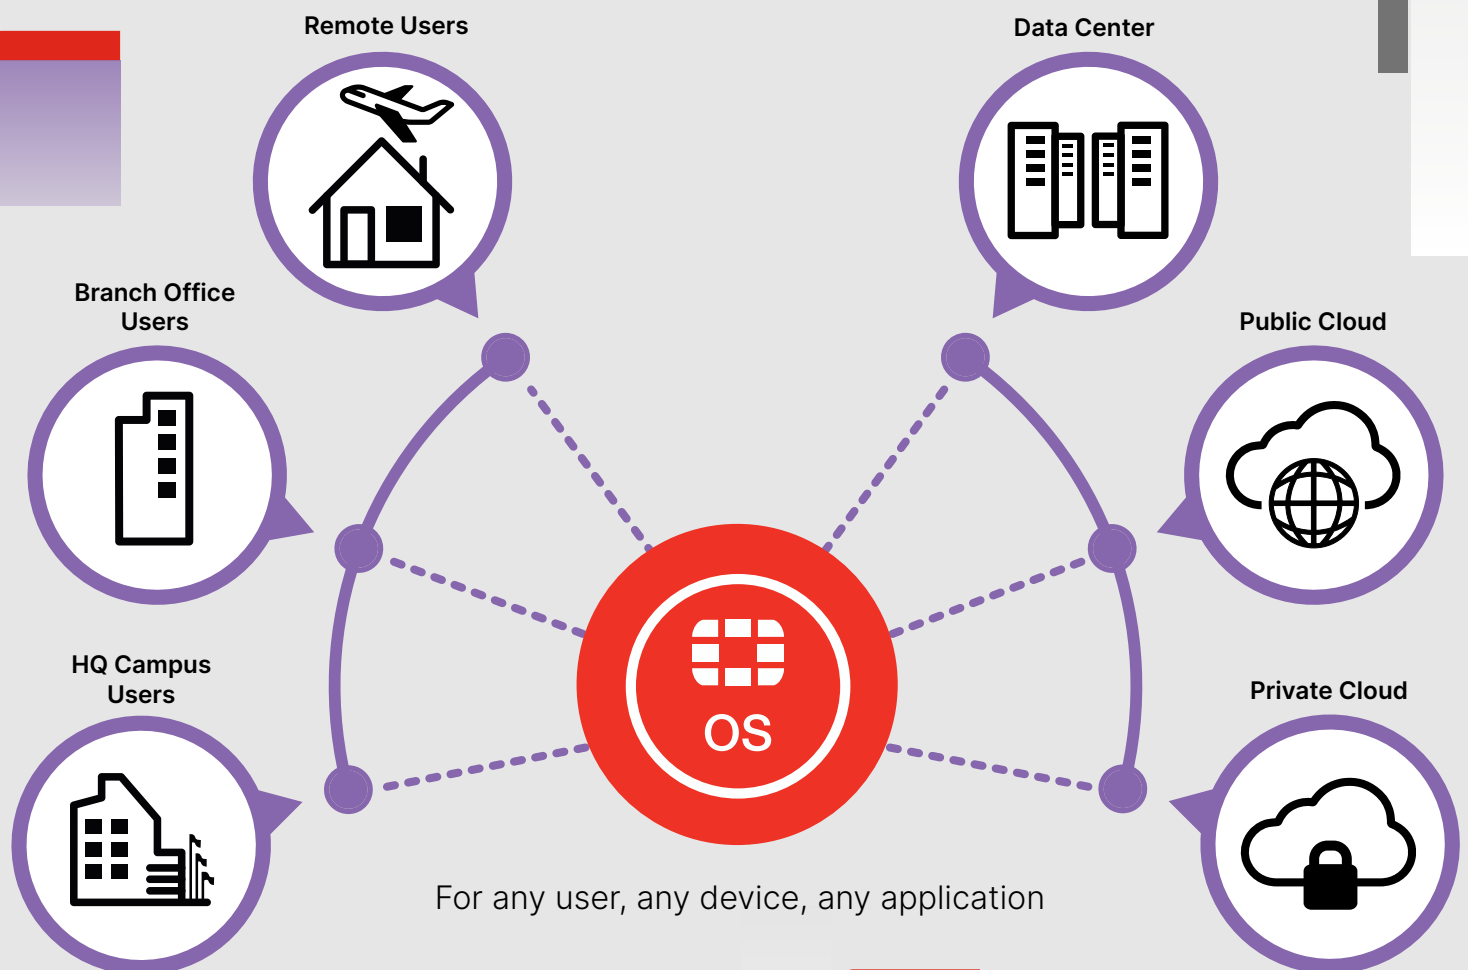 Remote Users
Data Center
Branch Office
Users
Public Cloud
HQ Campus
Users
Private Cloud
OS
For any user, any device, any application